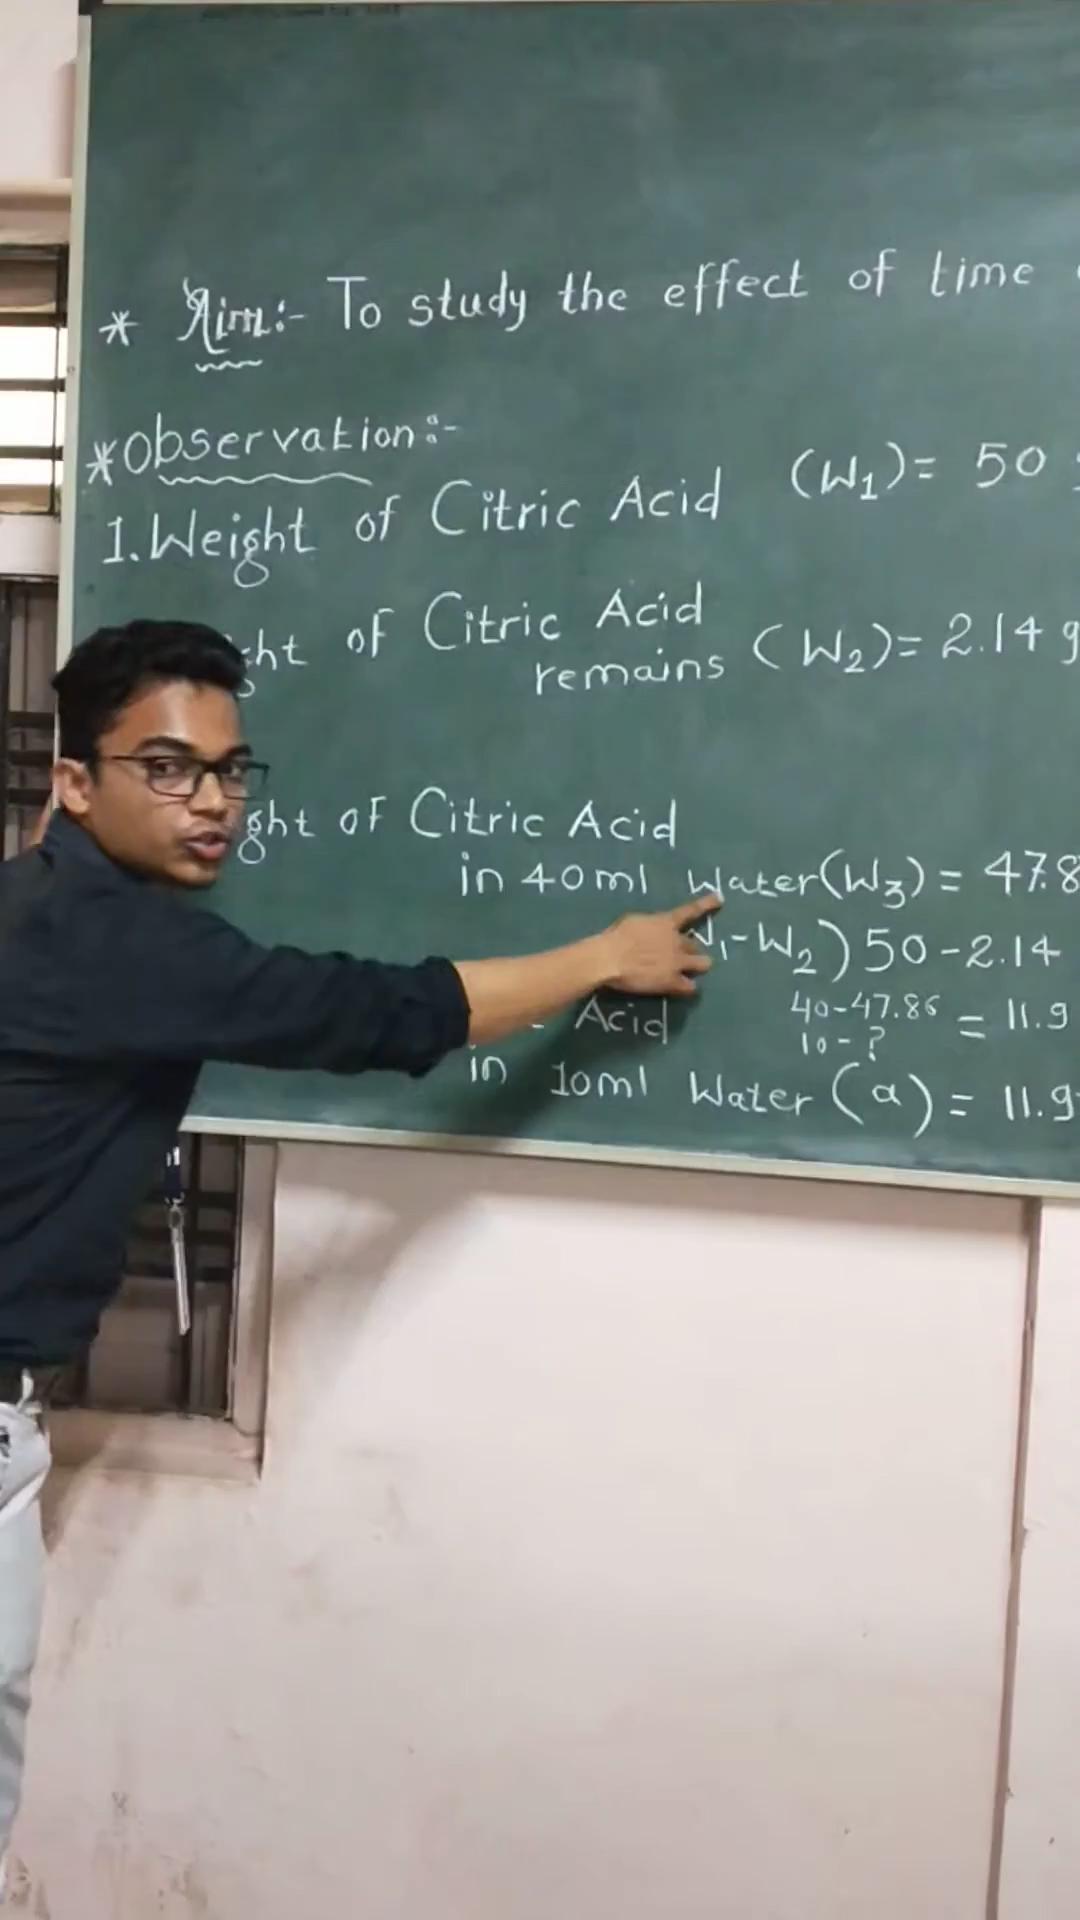 * Aim:- To study the effect of time
* Observation:-
1. Weight of Citric Acid (W1)= 50
of Citric Acid
remains (W2)= 2.14 g
of Citric Acid
in 40ml Water(W3) = 47.8
W1-W2) 50-2.14
Acid 40-47.86 = 11.9
10-?
in 10ml Water (a) = 11.9